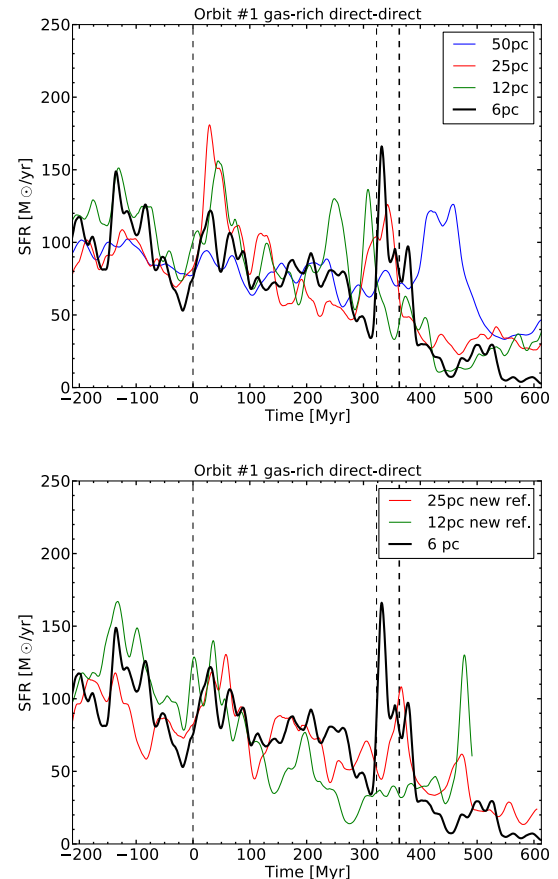 Orbit #1 gas-rich direct-direct
250
200
150
100
50
0
SFR [M⊙/yr]
50pc
25pc
12pc
6pc
−200 −100 0 100 200 300 400 500 600
Time [Myr]
Orbit #1 gas-rich direct-direct
250
200
150
100
50
0
SFR [M⊙/yr]
25pc new ref.
12pc new ref.
6 pc
−200 −100 0 100 200 300 400 500 600
Time [Myr]